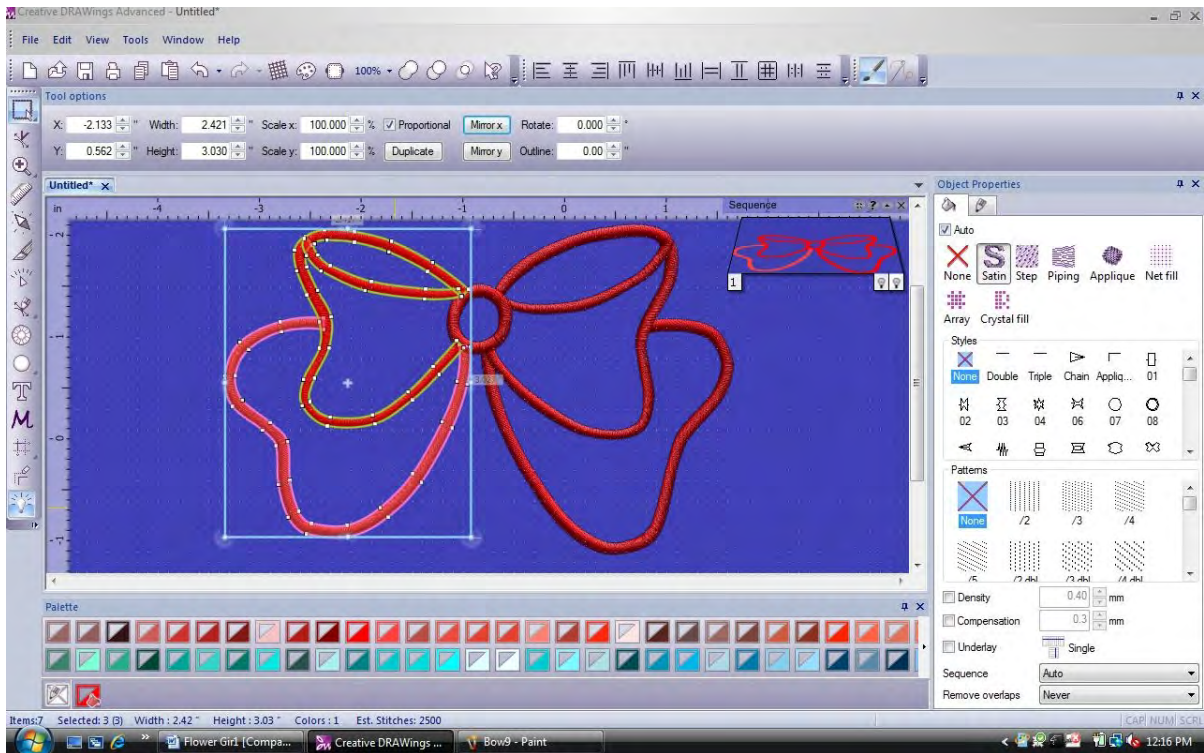 Creative DRAWings Advanced - Untitled*
File Edit View Tools Window Help
100%
Tool options
X: -2.133 " Width: 2.421 " Scale x: 100.000 % Proportional Mirror x Rotate: 0.000 °
Y: 0.562 " Height: 3.030 " Scale y: 100.000 % Duplicate Mirror y Outline: 0.00 "
Untitled* x
in -4 -3 -2 -1 0 1
Sequence
1
Object Properties
Auto
None Satin Step Piping Applique Net fill
Array Crystal fill
Styles
None Double Triple Chain Appliq... 01
02 03 04 06 07 08
Patterns
None /2 /3 /4
/5 /2 dbl /3 dbl /4 dbl
Density 0.40 mm
Compensation 0.3 mm
Underlay Single
Sequence Auto
Remove overlaps Never
Palette
Items:7 Selected: 3 (3) Width : 2.42 " Height : 3.03 " Colors : 1 Est. Stitches: 2500
CAP NUM SCRL
Flower Girl [Compa... Creative DRAWings ... Bow9 - Paint 12:16 PM